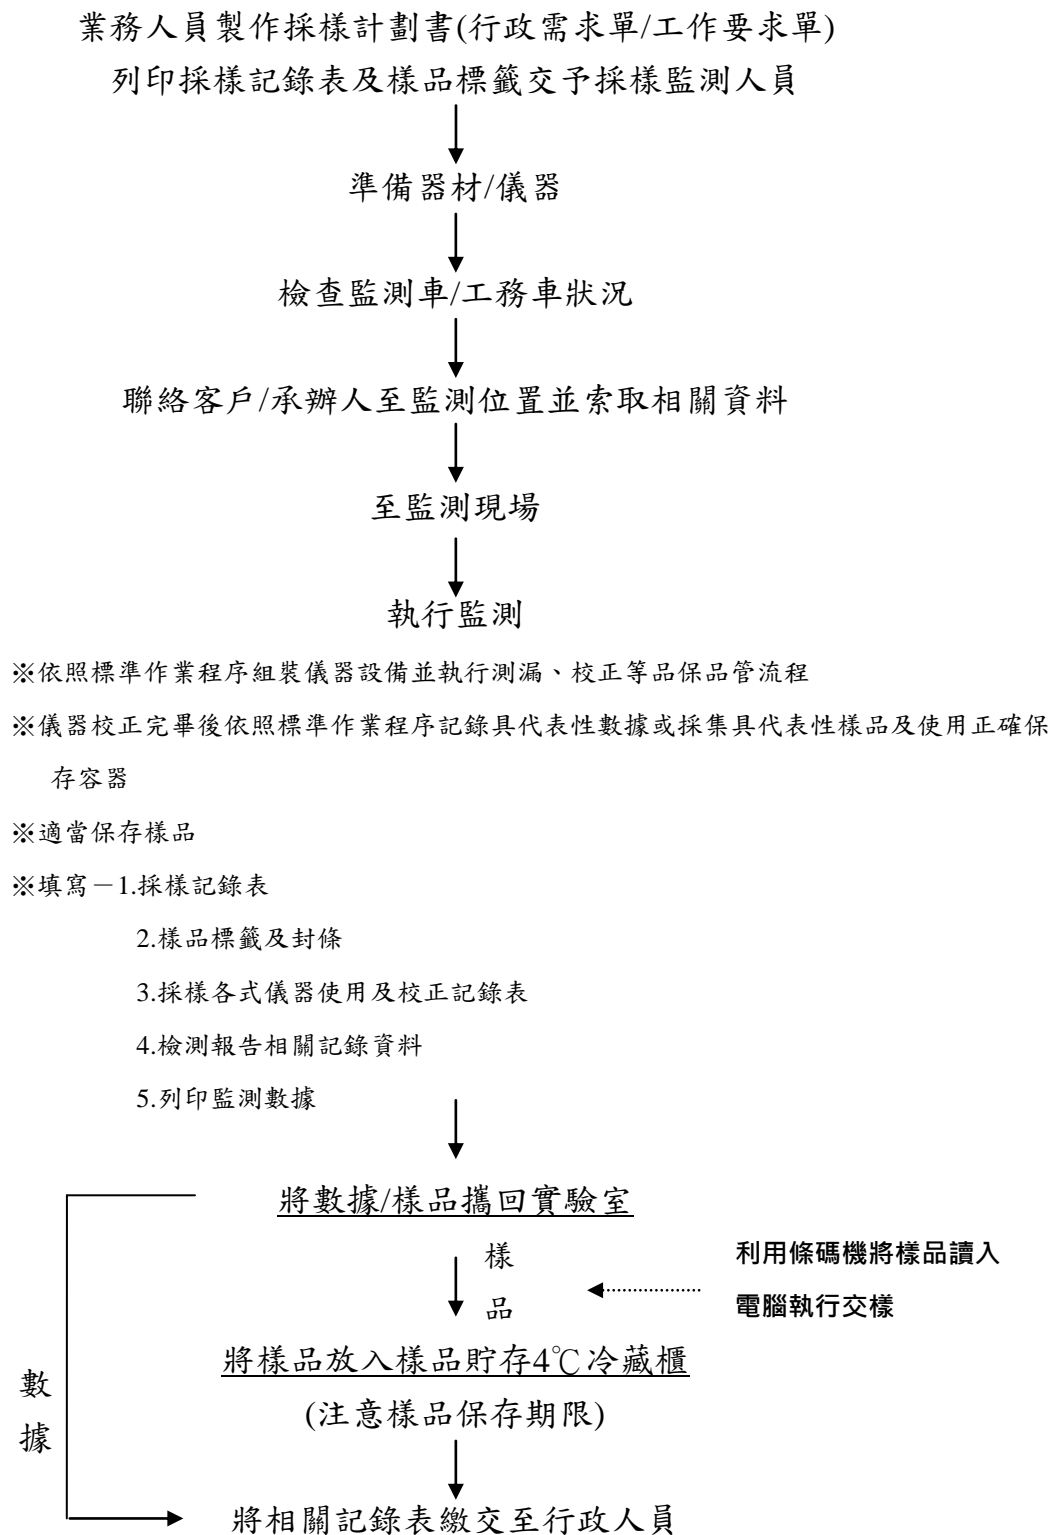 業務人員製作採樣計劃書(行政需求單/工作要求單)
列印採樣記錄表及樣品標籤交予採樣監測人員
準備器材/儀器
檢查監測車/工務車狀況
聯絡客戶/承辦人至監測位置並索取相關資料
至監測現場
執行監測
※依照標準作業程序組裝儀器設備並執行測漏、校正等品保品管流程
※儀器校正完畢後依照標準作業程序記錄具代表性數據或採集具代表性樣品及使用正確保
存容器
※適當保存樣品
※填寫－1.採樣記錄表
2.樣品標籤及封條
3.採樣各式儀器使用及校正記錄表
4.檢測報告相關記錄資料
5.列印監測數據
將數據/樣品攜回實驗室
樣
品
利用條碼機將樣品讀入
電腦執行交樣
將樣品放入樣品貯存4℃冷藏櫃
(注意樣品保存期限)
數
據
將相關記錄表繳交至行政人員